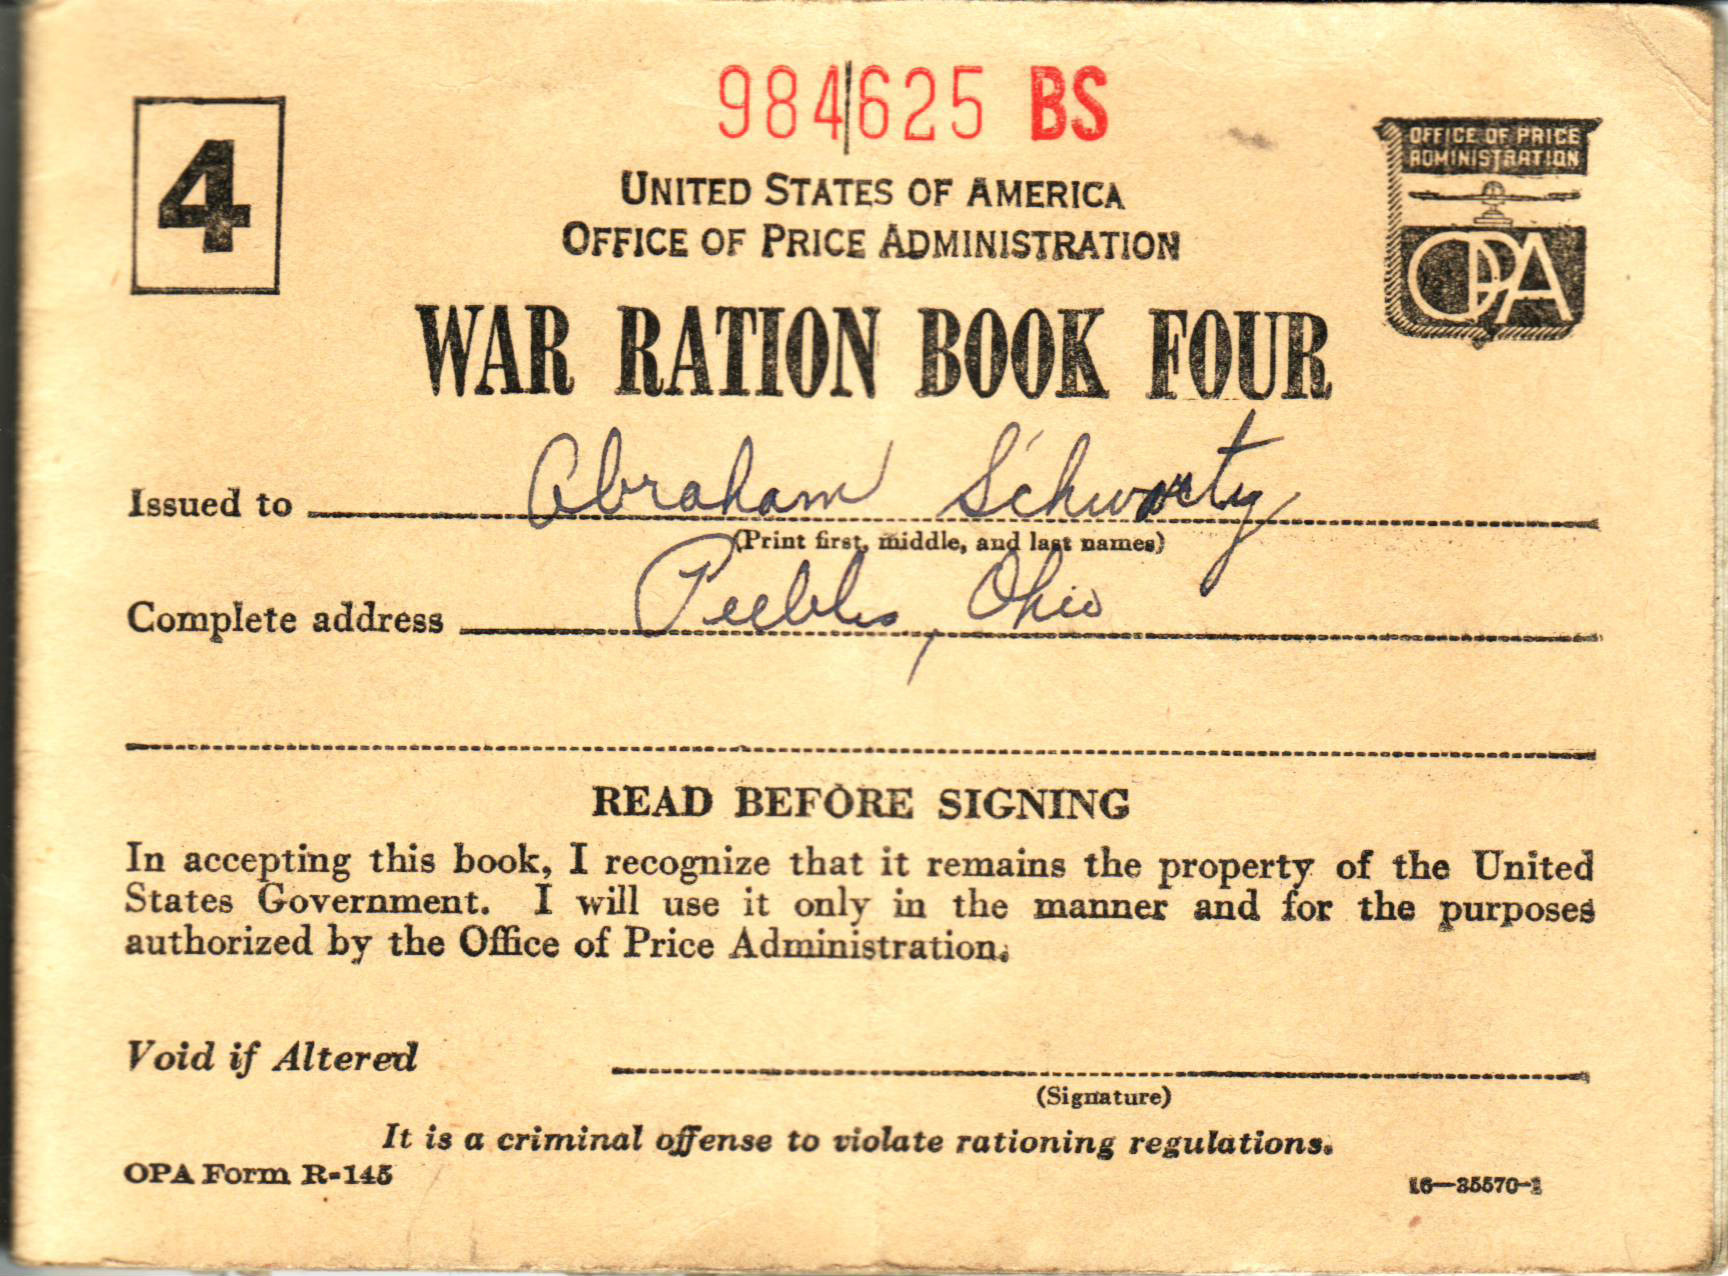 984625 BS
4
UNITED STATES OF AMERICA
OFFICE OF PRICE ADMINISTRATION
OFFICE OF PRICE
ADMINISTRATION
OPA
WAR RATION BOOK FOUR
Issued to Abraham Schwartz
(Print first, middle, and last names)
Complete address Peebles, Ohio
READ BEFORE SIGNING
In accepting this book, I recognize that it remains the property of the United
States Government. I will use it only in the manner and for the purposes
authorized by the Office of Price Administration.
Void if Altered
(Signature)
It is a criminal offense to violate rationing regulations.
OPA Form R-145
16—35570-1